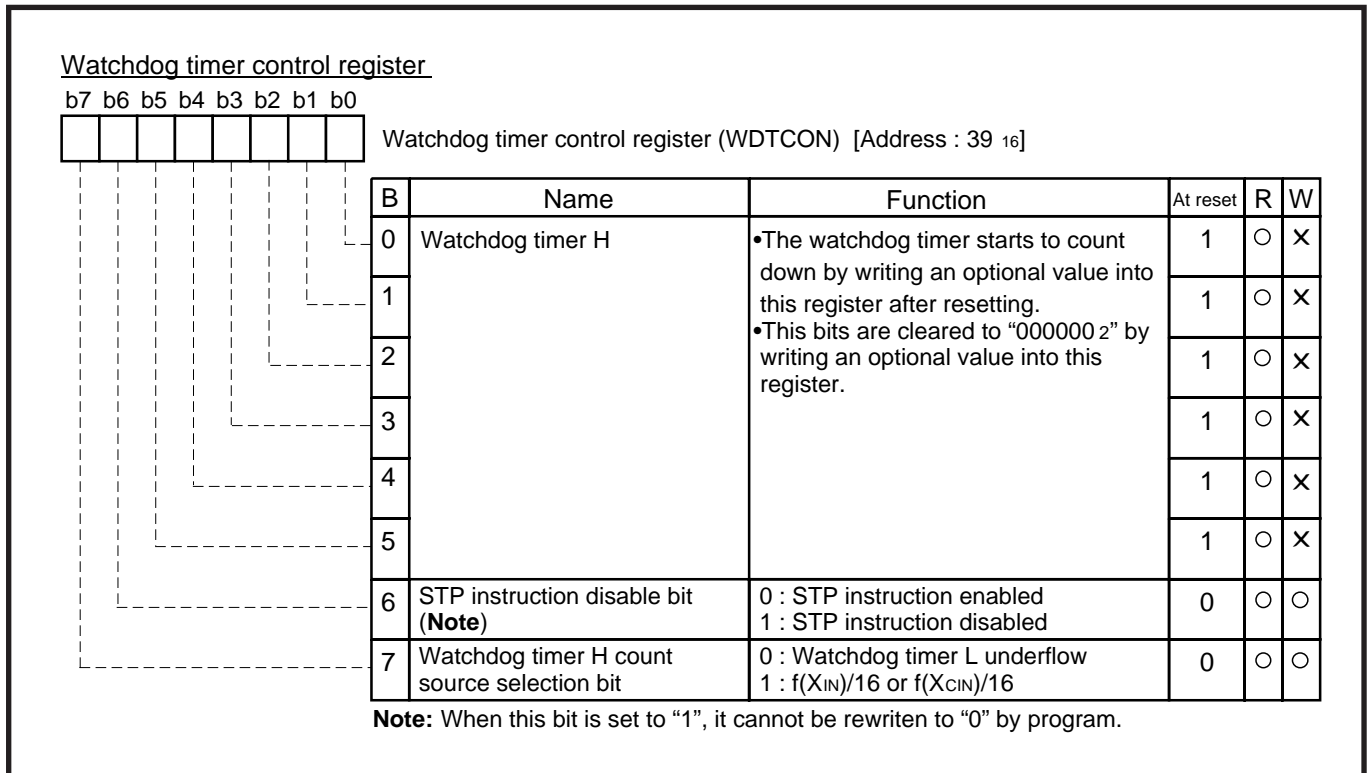 Watchdog timer control register
b7 b6 b5 b4 b3 b2 b1 b0
Watchdog timer control register (WDTCON) [Address : 39 16]
B Name Function At reset R W
0 Watchdog timer H •The watchdog timer starts to count 1 ○ ×
down by writing an optional value into
1 this register after resetting. 1 ○ ×
•This bits are cleared to “000000 2” by
2 writing an optional value into this 1 ○ ×
register.
3 1 ○ ×
4 1 ○ ×
5 1 ○ ×
6 STP instruction disable bit 0 : STP instruction enabled 0 ○ ○
(Note) 1 : STP instruction disabled
7 Watchdog timer H count 0 : Watchdog timer L underflow 0 ○ ○
source selection bit 1 : f(XIN)/16 or f(XCIN)/16
Note: When this bit is set to “1”, it cannot be rewriten to “0” by program.